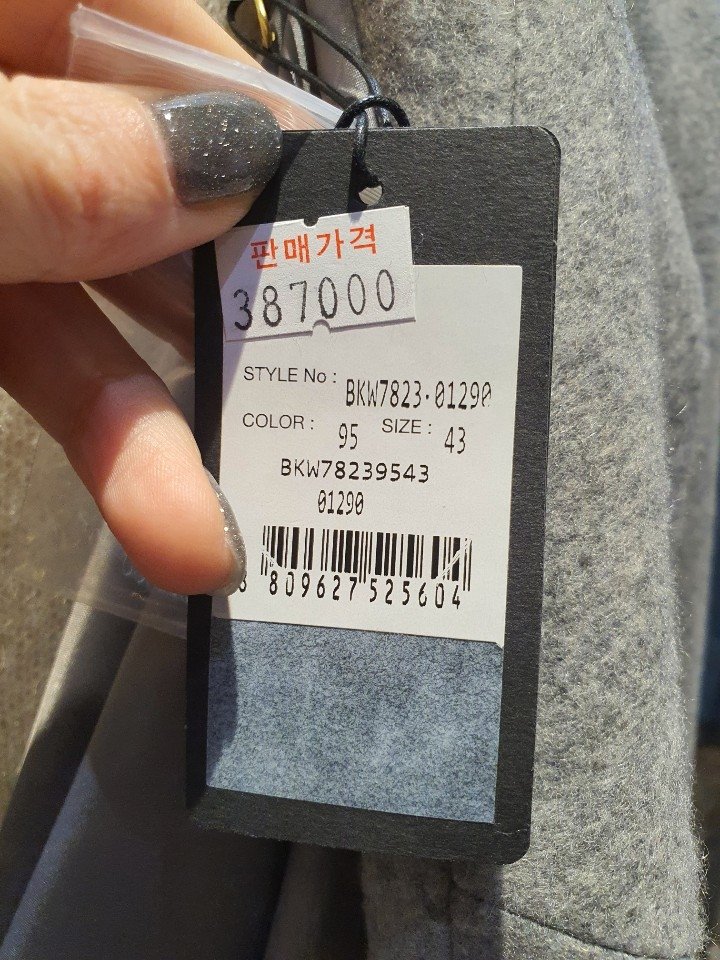 판매가격
387000
STYLE No : BKW7823-01290
COLOR : 95 SIZE : 43
BKW78239543
01290
8 809627 525604